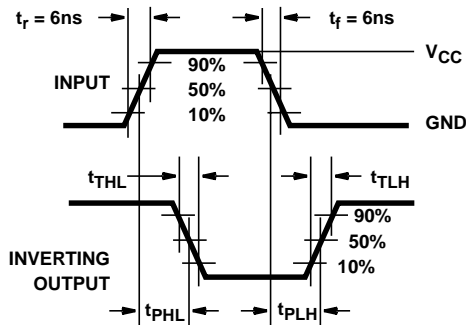 tr = 6ns
tf = 6ns
VCC
90%
INPUT
50%
10%
GND
tTHL
tTLH
90%
50%
INVERTING
OUTPUT
10%
tPHL
tPLH